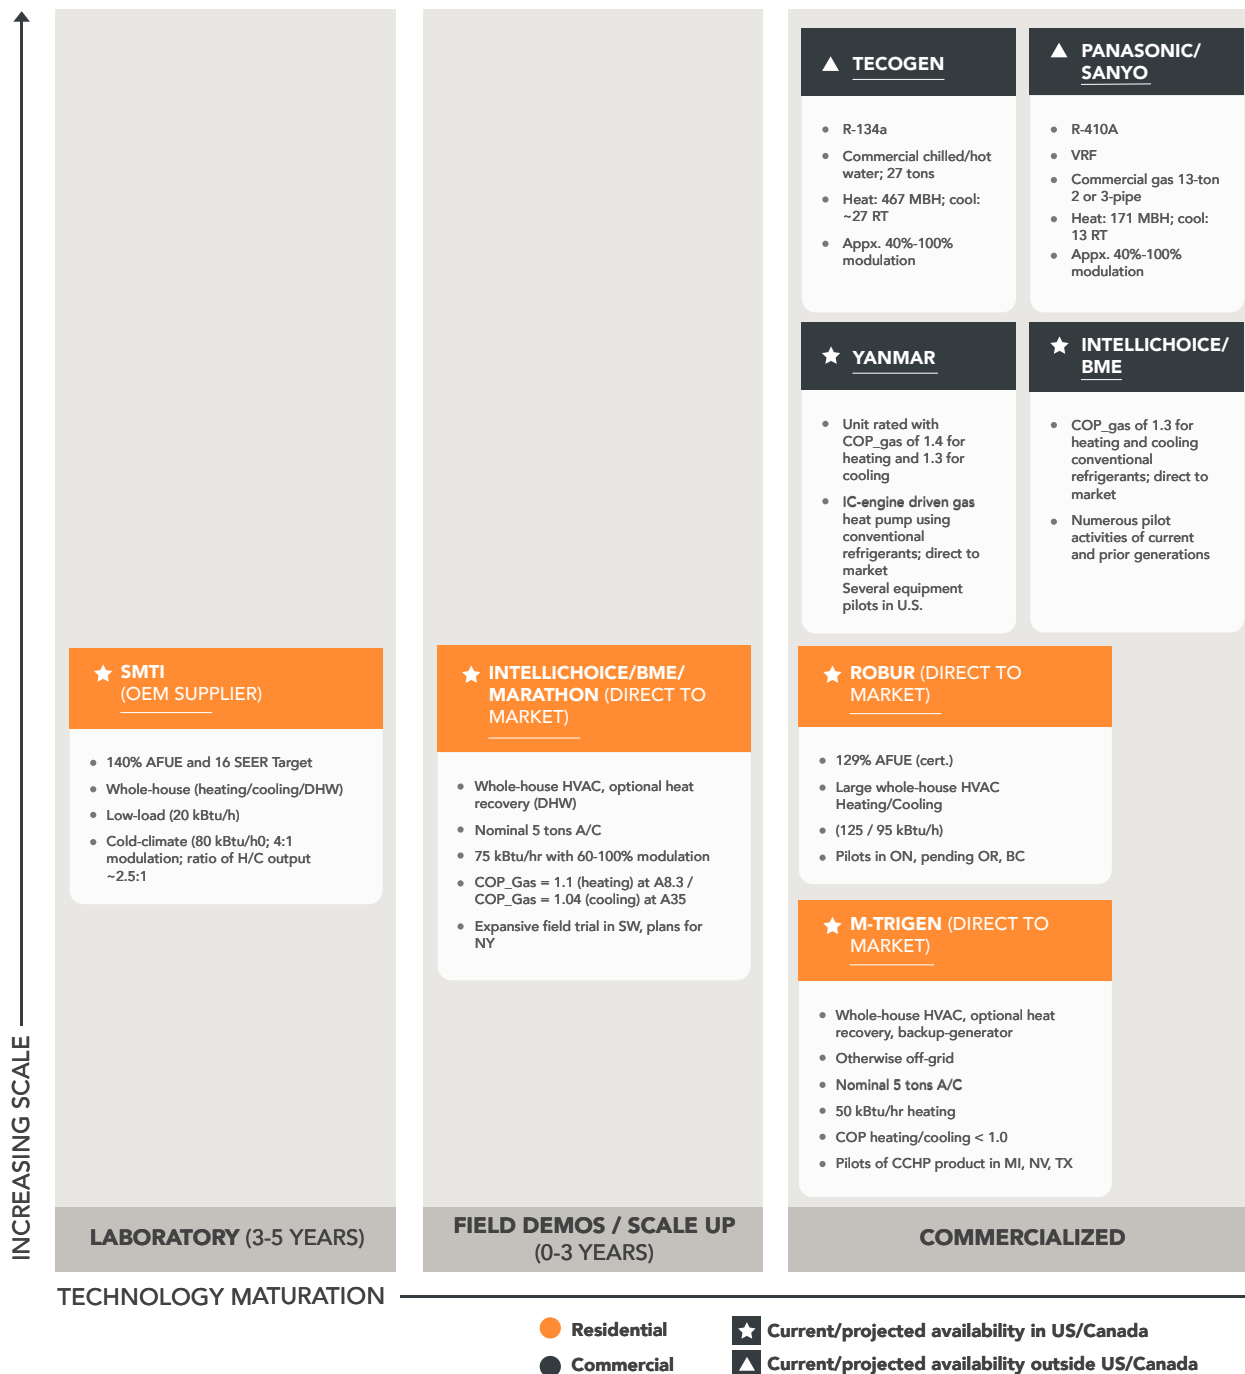 TECOGEN
R-134a
Commercial chilled/hot
water; 27 tons
Heat: 467 MBH; cool:
~27 RT
Appx. 40%-100%
modulation
PANASONIC/
SANYO
R-410A
VRF
Commercial gas 13-ton
2 or 3-pipe
Heat: 171 MBH; cool:
13 RT
Appx. 40%-100%
modulation
YANMAR
Unit rated with
COP_gas of 1.4 for
heating and 1.3 for
cooling
IC-engine driven gas
heat pump using
conventional
refrigerants; direct to
market
Several equipment
pilots in U.S.
INTELLICHOICE/
BME
COP_gas of 1.3 for
heating and cooling
conventional
refrigerants; direct to
market
Numerous pilot
activities of current
and prior generations
SMTI
(OEM SUPPLIER)
140% AFUE and 16 SEER Target
Whole-house (heating/cooling/DHW)
Low-load (20 kBtu/h)
Cold-climate (80 kBtu/h0; 4:1
modulation; ratio of H/C output
~2.5:1
INTELLICHOICE/BME/
MARATHON (DIRECT TO
MARKET)
Whole-house HVAC, optional heat
recovery (DHW)
Nominal 5 tons A/C
75 kBtu/hr with 60-100% modulation
COP_Gas = 1.1 (heating) at A8.3 /
COP_Gas = 1.04 (cooling) at A35
Expansive field trial in SW, plans for
NY
ROBUR (DIRECT TO
MARKET)
129% AFUE (cert.)
Large whole-house HVAC
Heating/Cooling
(125 / 95 kBtu/h)
Pilots in ON, pending OR, BC
M-TRIGEN (DIRECT TO
MARKET)
Whole-house HVAC, optional heat
recovery, backup-generator
Otherwise off-grid
Nominal 5 tons A/C
50 kBtu/hr heating
COP heating/cooling < 1.0
Pilots of CCHP product in MI, NV, TX
INCREASING SCALE
LABORATORY (3-5 YEARS)
FIELD DEMOS / SCALE UP
(0-3 YEARS)
COMMERCIALIZED
TECHNOLOGY MATURATION
Residential
Current/projected availability in US/Canada
Commercial
Current/projected availability outside US/Canada